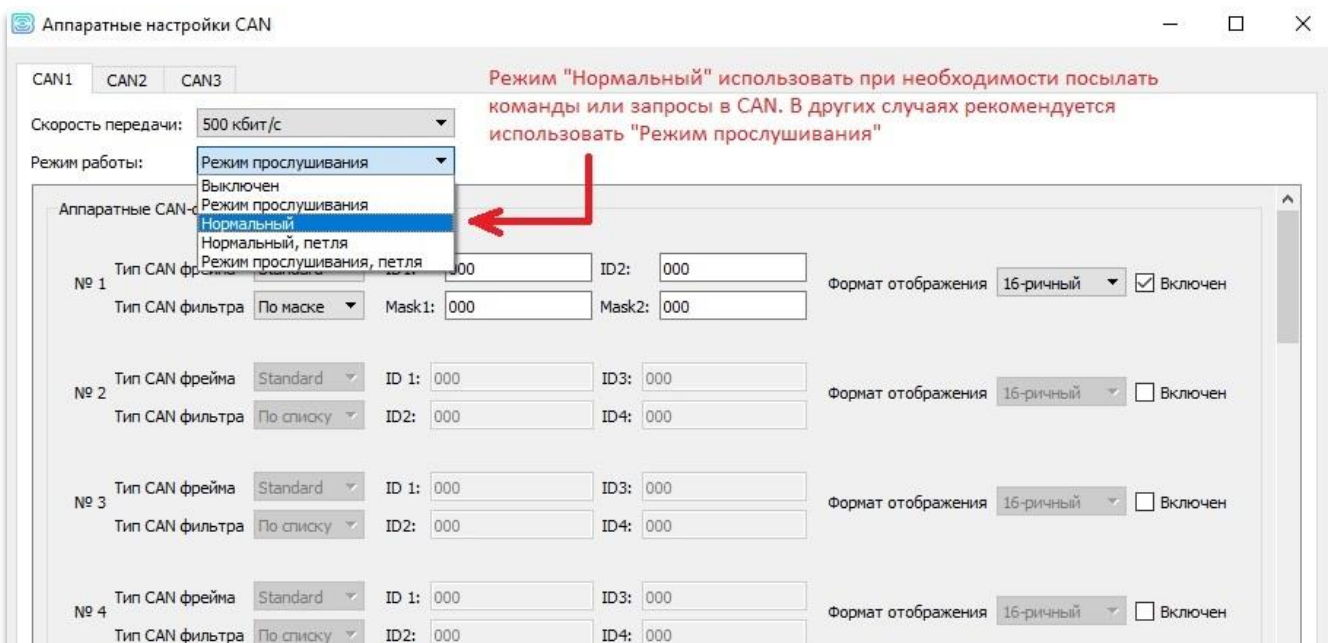 Аппаратные настройки CAN
CAN1 CAN2 CAN3
Режим "Нормальный" использовать при необходимости посылать
команды или запросы в CAN. В других случаях рекомендуется
использовать "Режим прослушивания"
Скорость передачи: 500 кбит/с
Режим работы: Режим прослушивания
Выключен
Режим прослушивания
Нормальный
Нормальный, петля
Режим прослушивания, петля
Аппаратные CAN-
№ 1
Тип CAN 000 ID2: 000
Тип CAN фильтра По маске Mask1: 000 Mask2: 000
Формат отображения 16-ричный Включен
№ 2
Тип CAN фрейма Standard ID 1: 000 ID3: 000
Тип CAN фильтра По списку ID2: 000 ID4: 000
Формат отображения 16-ричный Включен
№ 3
Тип CAN фрейма Standard ID 1: 000 ID3: 000
Тип CAN фильтра По списку ID2: 000 ID4: 000
Формат отображения 16-ричный Включен
№ 4
Тип CAN фрейма Standard ID 1: 000 ID3: 000
Тип CAN фильтра По списку ID2: 000 ID4: 000
Формат отображения 16-ричный Включен